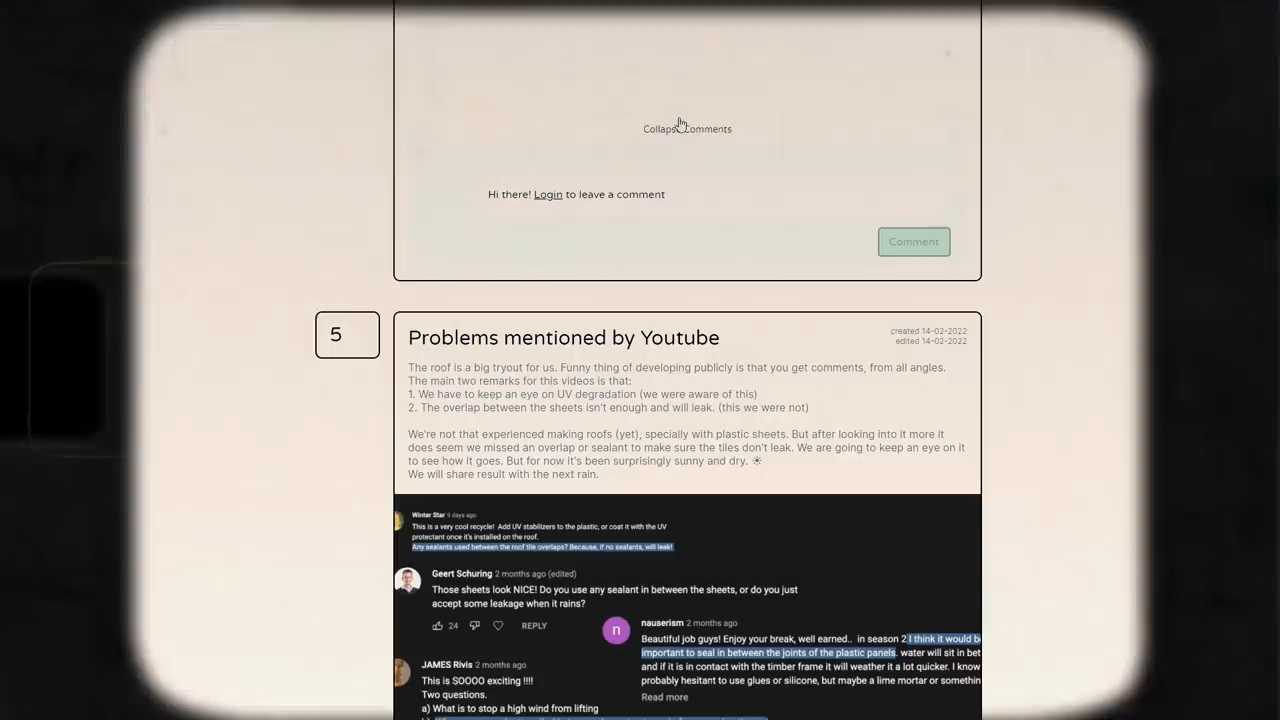 Collaps Comments
Hi there! Login to leave a comment
Comment
5
Problems mentioned by Youtube
created 14-02-2022
edited 14-02-2022
The roof is a big tryout for us. Funny thing of developing publicly is that you get comments, from all angles.
The main two remarks for this videos is that:
1. We have to keep an eye on UV degradation (we were aware of this)
2. The overlap between the sheets isn't enough and will leak. (this we were not)
We're not that experienced making roofs (yet), specially with plastic sheets. But after looking into it more it
does seem we missed an overlap or sealant to make sure the tiles don't leak. We are going to keep an eye on it
to see how it goes. But for now it's been surprisingly sunny and dry. ☀
We will share result with the next rain.
Winter Star 9 days ago
This is a very cool recycle! Add UV stabilizers to the plastic, or coat it with the UV
protectant once it's installed on the roof.
Any sealants used between the roof tile overlaps? Because, if no sealants, will leak!
Geert Schuring 2 months ago (edited)
Those sheets look NICE! Do you use any sealant in between the sheets, or do you just
accept some leakage when it rains?
24 REPLY
n
nauserism 2 months ago
Beautiful job guys! Enjoy your break, well earned.. in season 2 I think it would b
important to seal in between the joints of the plastic panels. water will sit in bet
and if it is in contact with the timber frame it will weather it a lot quicker. I know
probably hesitant to use glues or silicone, but maybe a lime mortar or somethin
Read more
JAMES Rivis 2 months ago
This is SOOOO exciting !!!!
Two questions.
a) What is to stop a high wind from lifting